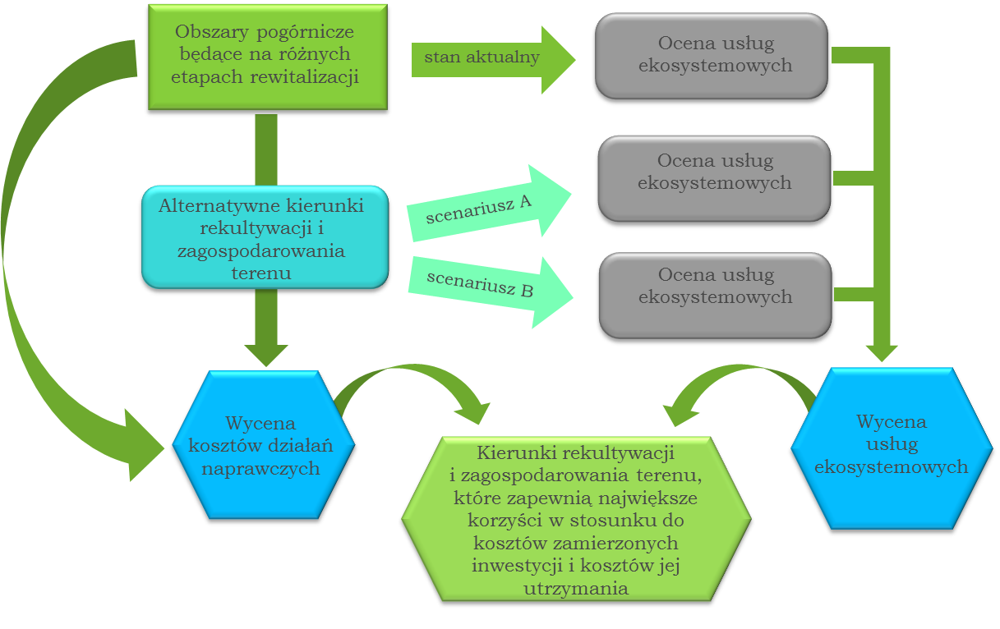 Obszary pogórnicze
będące na różnych
etapach rewitalizacji
stan aktualny
Ocena usług
ekosystemowych
Alternatywne kierunki
rekultywacji i
zagospodarowania
terenu
scenariusz A
Ocena usług
ekosystemowych
scenariusz B
Ocena usług
ekosystemowych
Wycena
kosztów działań
naprawczych
Kierunki rekultywacji
i zagospodarowania terenu,
które zapewnią największe
korzyści w stosunku do
kosztów zamierzonych
inwestycji i kosztów jej
utrzymania
Wycena
usług
ekosystemowych